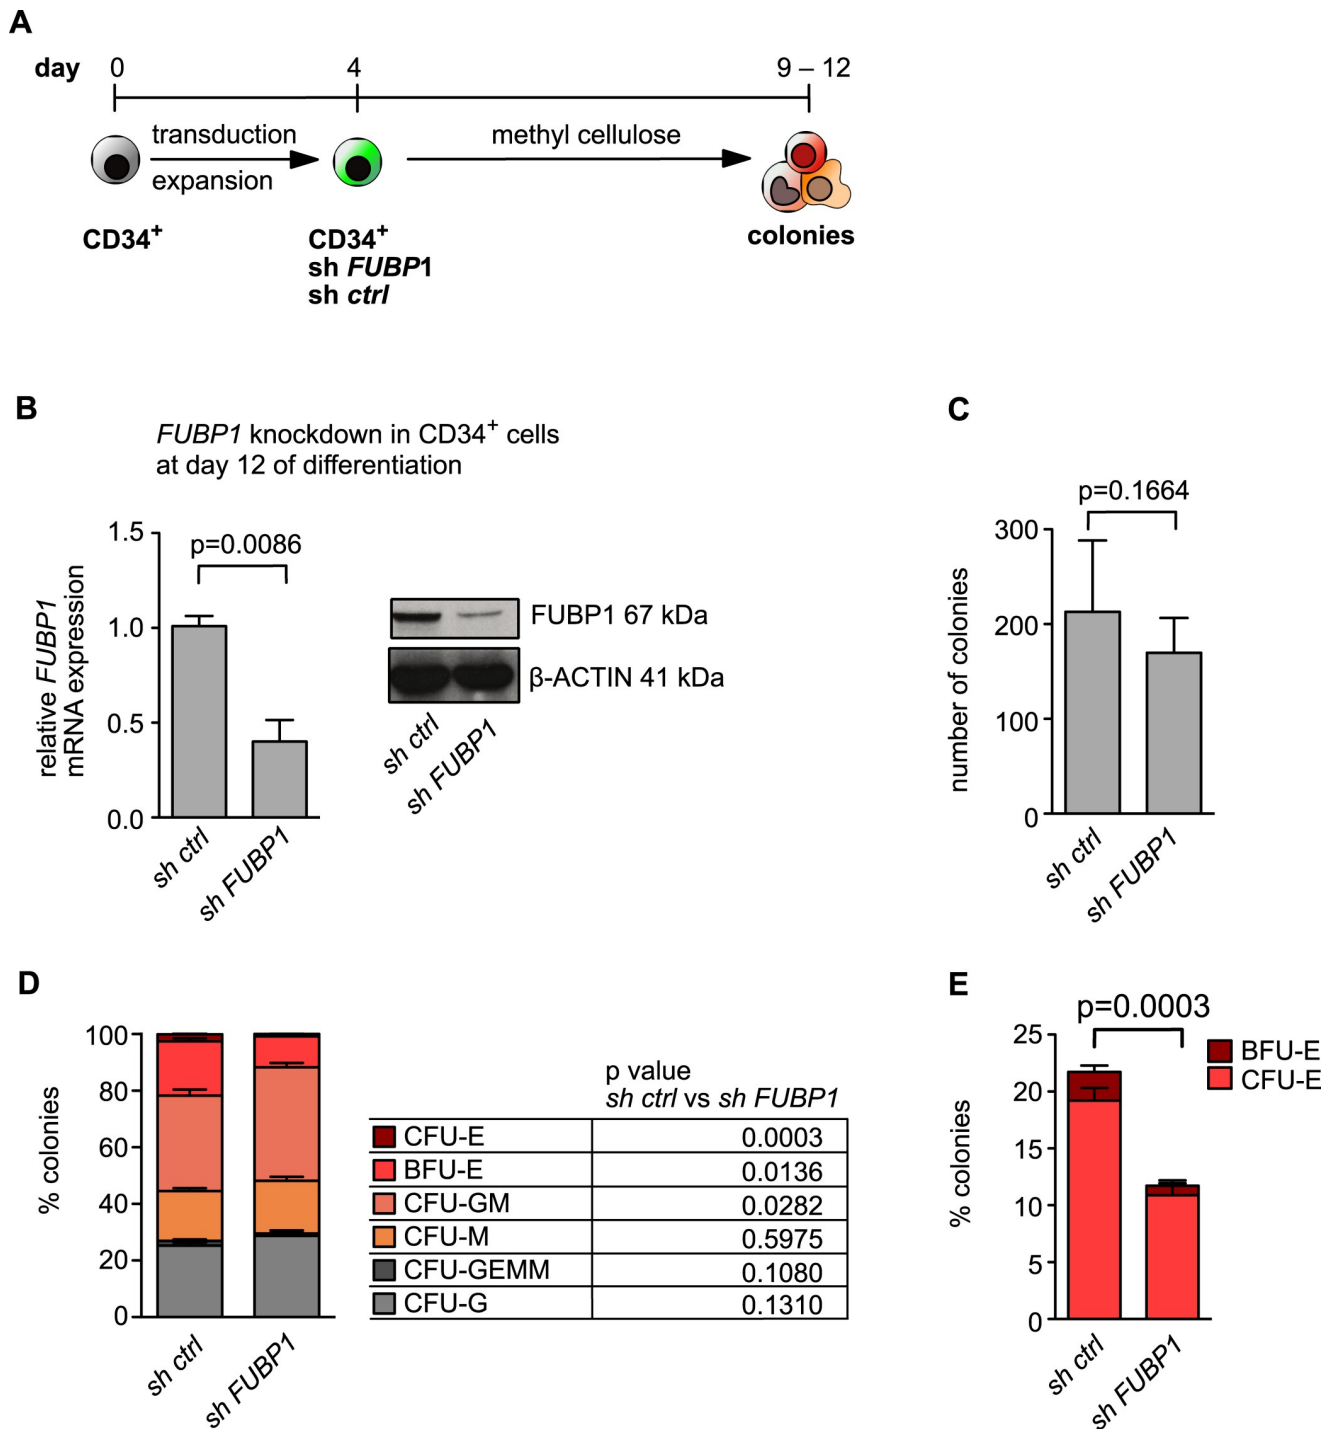 A
day 0 4 9 – 12
transduction
expansion
methyl cellulose
CD34+
CD34+
sh FUBP1
sh ctrl
colonies
B
FUBP1 knockdown in CD34+ cells
at day 12 of differentiation
relative FUBP1
mRNA expression
1.5
1.0
0.5
0.0
p=0.0086
sh ctrl
sh FUBP1
FUBP1 67 kDa
β-ACTIN 41 kDa
sh ctrl
sh FUBP1
C
p=0.1664
number of colonies
300
200
100
0
sh ctrl
sh FUBP1
D
% colonies
100
80
60
40
20
0
sh ctrl
sh FUBP1
p value
sh ctrl vs sh FUBP1
CFU-E 0.0003
BFU-E 0.0136
CFU-GM 0.0282
CFU-M 0.5975
CFU-GEMM 0.1080
CFU-G 0.1310
E
p=0.0003
% colonies
25
20
15
10
5
0
sh ctrl
sh FUBP1
BFU-E
CFU-E